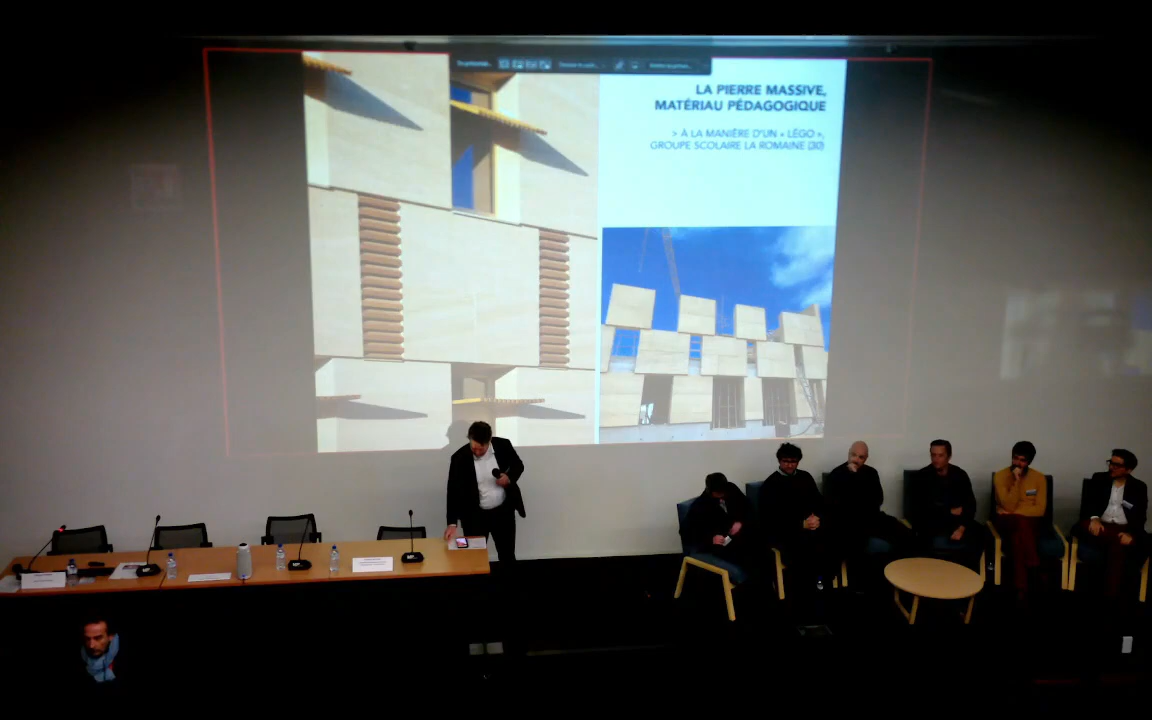 LA PIERRE MASSIVE,
MATÉRIAU PÉDAGOGIQUE
> À LA MANIÈRE D'UN « LÉGO »,
GROUPE SCOLAIRE LA ROMAINE (30)